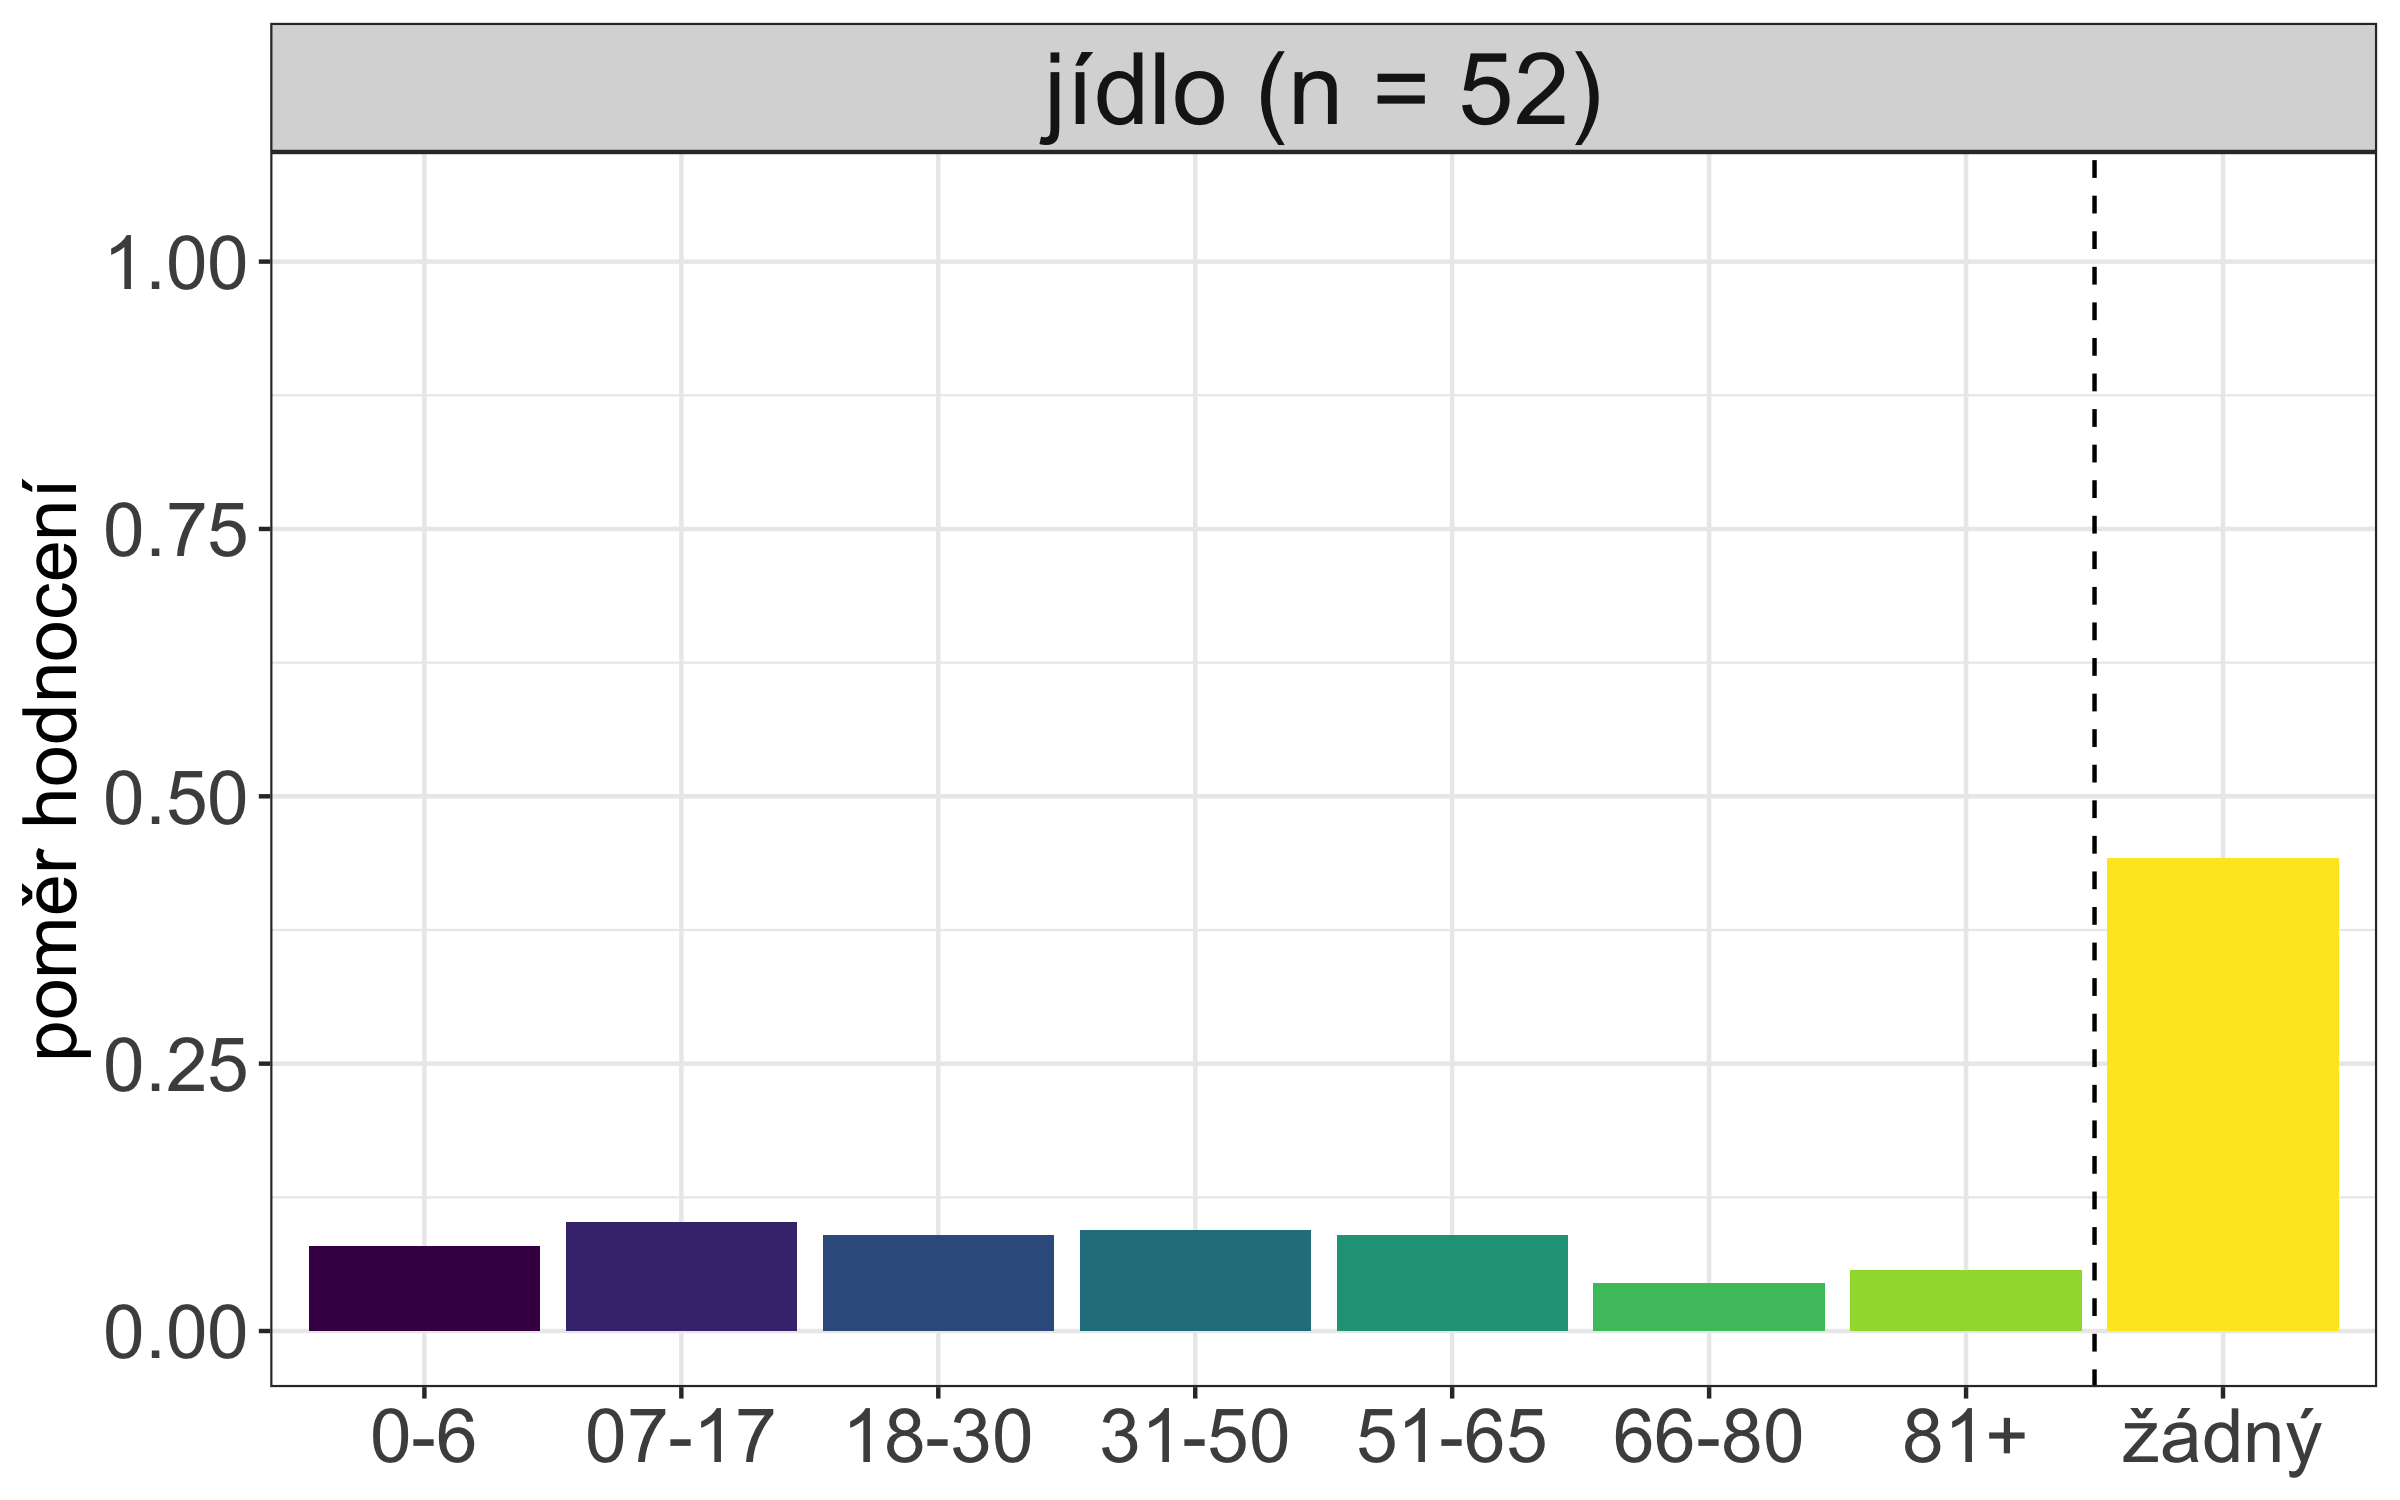 jídlo (n = 52)
poměr hodnocení
1.00
0.75
0.50
0.25
0.00
0-6 07-17 18-30 31-50 51-65 66-80 81+ žádný